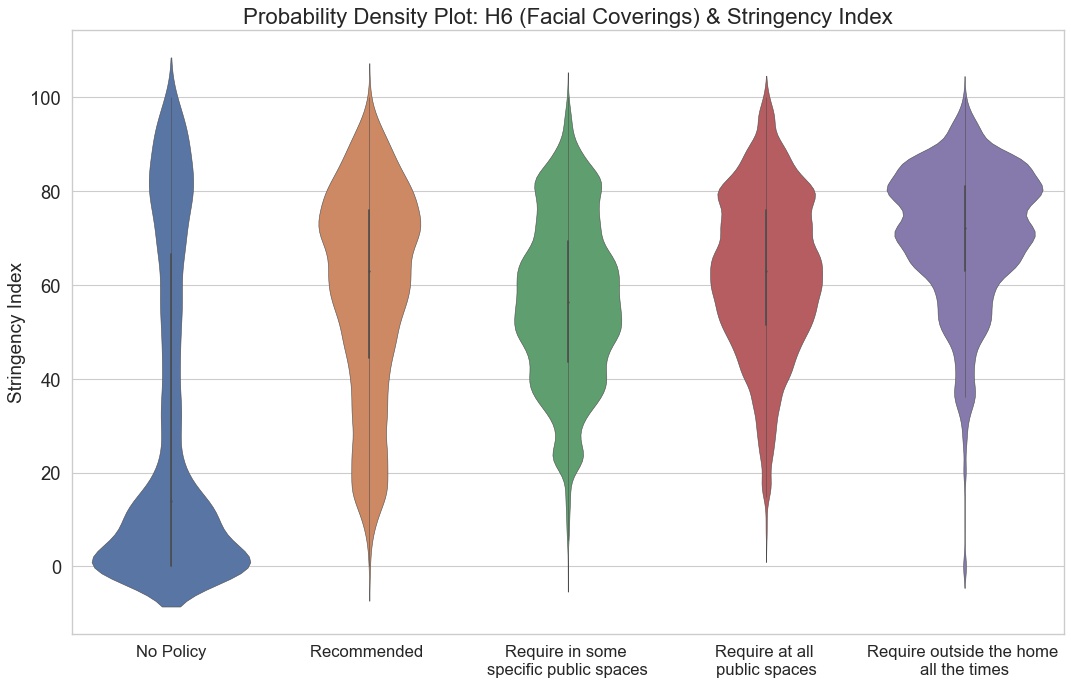 Probability Density Plot: H6 (Facial Coverings) & Stringency Index
Stringency Index
100
80
60
40
20
0
No Policy
Recommended
Require in some
specific public spaces
Require at all
public spaces
Require outside the home
all the times